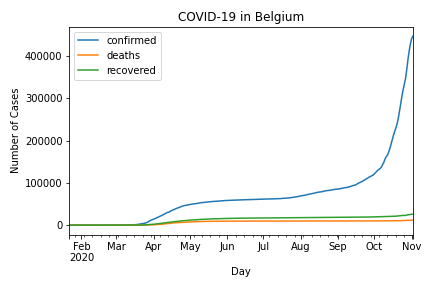 COVID-19 in Belgium
confirmed
deaths
recovered
Number of Cases
400000
300000
200000
100000
0
Feb Mar Apr May Jun Jul Aug Sep Oct Nov
2020
Day